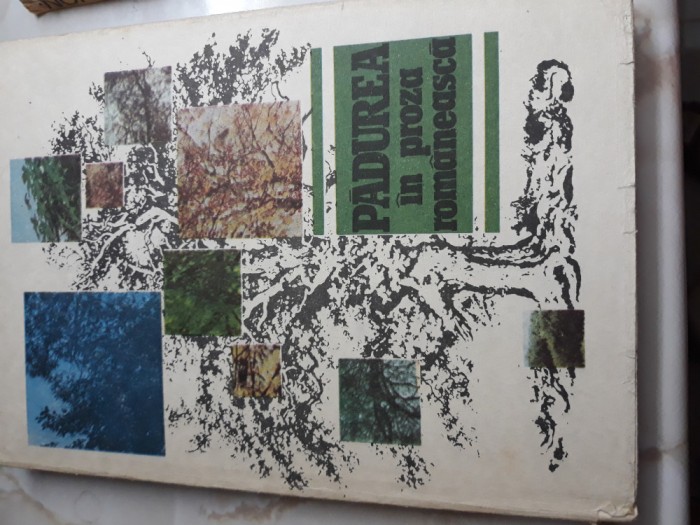 PĂDUREA
în proza
românească